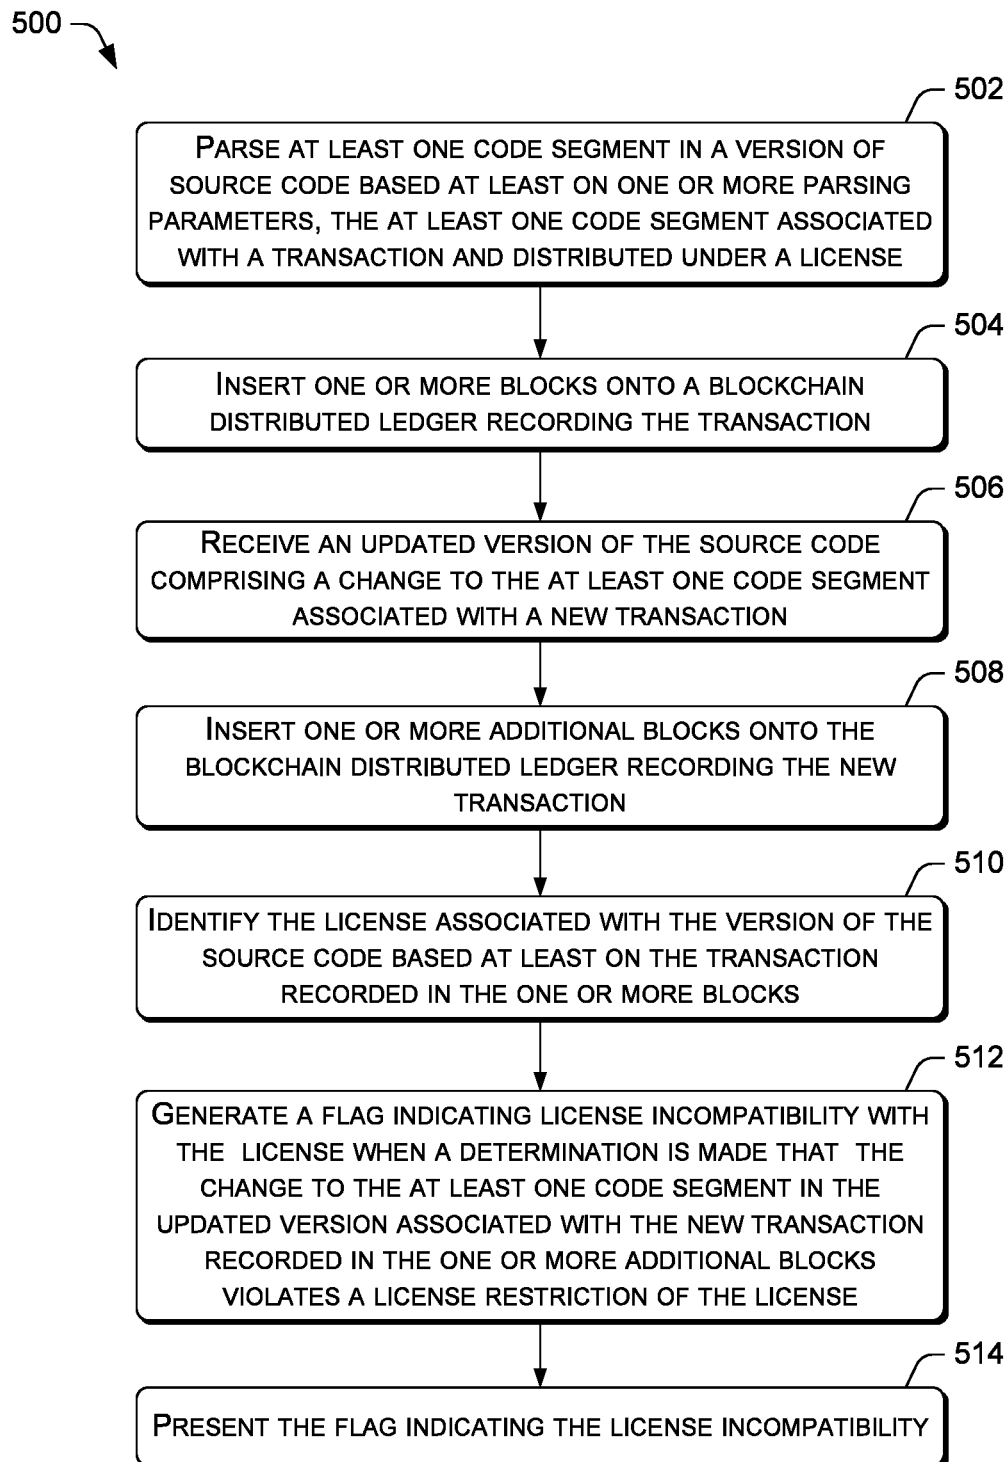 500
502
PARSE AT LEAST ONE CODE SEGMENT IN A VERSION OF
SOURCE CODE BASED AT LEAST ON ONE OR MORE PARSING
PARAMETERS, THE AT LEAST ONE CODE SEGMENT ASSOCIATED
WITH A TRANSACTION AND DISTRIBUTED UNDER A LICENSE
504
INSERT ONE OR MORE BLOCKS ONTO A BLOCKCHAIN
DISTRIBUTED LEDGER RECORDING THE TRANSACTION
506
RECEIVE AN UPDATED VERSION OF THE SOURCE CODE
COMPRISING A CHANGE TO THE AT LEAST ONE CODE SEGMENT
ASSOCIATED WITH A NEW TRANSACTION
508
INSERT ONE OR MORE ADDITIONAL BLOCKS ONTO THE
BLOCKCHAIN DISTRIBUTED LEDGER RECORDING THE NEW
TRANSACTION
510
IDENTIFY THE LICENSE ASSOCIATED WITH THE VERSION OF THE
SOURCE CODE BASED AT LEAST ON THE TRANSACTION
RECORDED IN THE ONE OR MORE BLOCKS
512
GENERATE A FLAG INDICATING LICENSE INCOMPATIBILITY WITH
THE LICENSE WHEN A DETERMINATION IS MADE THAT THE
CHANGE TO THE AT LEAST ONE CODE SEGMENT IN THE
UPDATED VERSION ASSOCIATED WITH THE NEW TRANSACTION
RECORDED IN THE ONE OR MORE ADDITIONAL BLOCKS
VIOLATES A LICENSE RESTRICTION OF THE LICENSE
514
PRESENT THE FLAG INDICATING THE LICENSE INCOMPATIBILITY